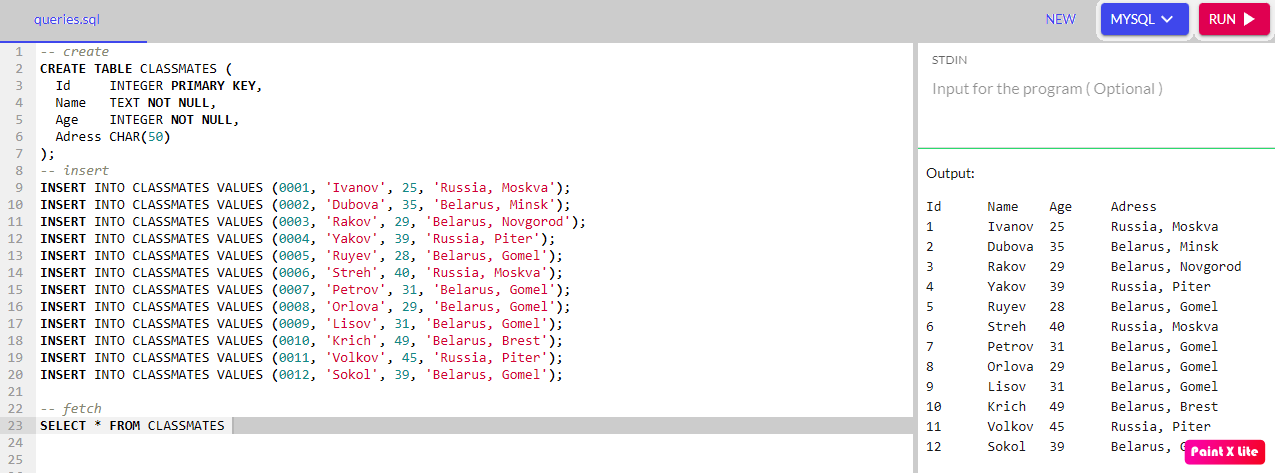 queries.sql
NEW
MYSQL
RUN
1 -- create
2 CREATE TABLE CLASSMATES (
3 Id INTEGER PRIMARY KEY,
4 Name TEXT NOT NULL,
5 Age INTEGER NOT NULL,
6 Adress CHAR(50)
7 );
8 -- insert
9 INSERT INTO CLASSMATES VALUES (0001, 'Ivanov', 25, 'Russia, Moskva');
10 INSERT INTO CLASSMATES VALUES (0002, 'Dubova', 35, 'Belarus, Minsk');
11 INSERT INTO CLASSMATES VALUES (0003, 'Rakov', 29, 'Belarus, Novgorod');
12 INSERT INTO CLASSMATES VALUES (0004, 'Yakov', 39, 'Russia, Piter');
13 INSERT INTO CLASSMATES VALUES (0005, 'Ruyev', 28, 'Belarus, Gomel');
14 INSERT INTO CLASSMATES VALUES (0006, 'Streh', 40, 'Russia, Moskva');
15 INSERT INTO CLASSMATES VALUES (0007, 'Petrov', 31, 'Belarus, Gomel');
16 INSERT INTO CLASSMATES VALUES (0008, 'Orlova', 29, 'Belarus, Gomel');
17 INSERT INTO CLASSMATES VALUES (0009, 'Lisov', 31, 'Belarus, Gomel');
18 INSERT INTO CLASSMATES VALUES (0010, 'Krich', 49, 'Belarus, Brest');
19 INSERT INTO CLASSMATES VALUES (0011, 'Volkov', 45, 'Russia, Piter');
20 INSERT INTO CLASSMATES VALUES (0012, 'Sokol', 39, 'Belarus, Gomel');
21
22 -- fetch
23 SELECT * FROM CLASSMATES
24
25
STDIN
Input for the program ( Optional )
Output:
Id Name Age Adress
1 Ivanov 25 Russia, Moskva
2 Dubova 35 Belarus, Minsk
3 Rakov 29 Belarus, Novgorod
4 Yakov 39 Russia, Piter
5 Ruyev 28 Belarus, Gomel
6 Streh 40 Russia, Moskva
7 Petrov 31 Belarus, Gomel
8 Orlova 29 Belarus, Gomel
9 Lisov 31 Belarus, Gomel
10 Krich 49 Belarus, Brest
11 Volkov 45 Russia, Piter
12 Sokol 39 Belarus,
Paint X Lite